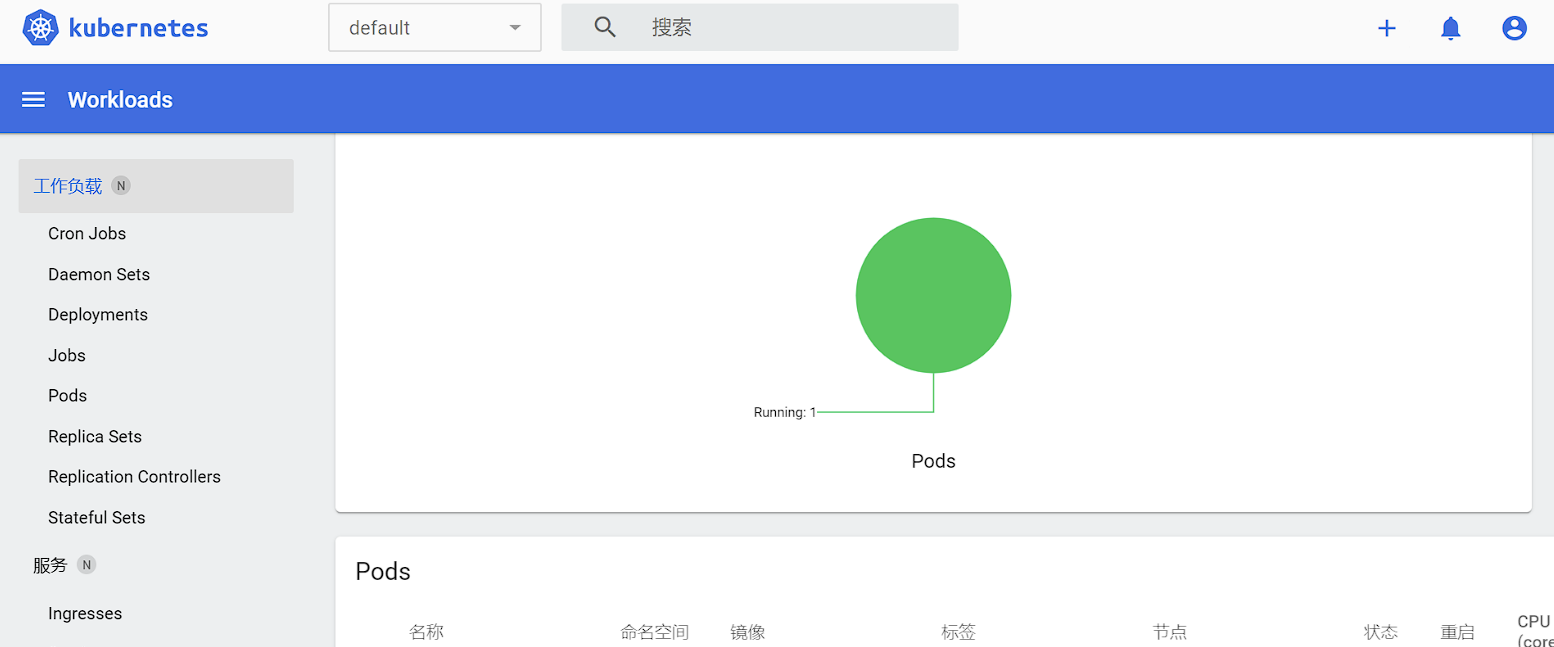 kubernetes
default
搜索
Workloads
工作负载 N
Cron Jobs
Daemon Sets
Deployments
Jobs
Pods
Replica Sets
Replication Controllers
Stateful Sets
服务 N
Ingresses
Running: 1
Pods
Pods
名称 命名空间 镜像 标签 节点 状态 重启 CPU
(core